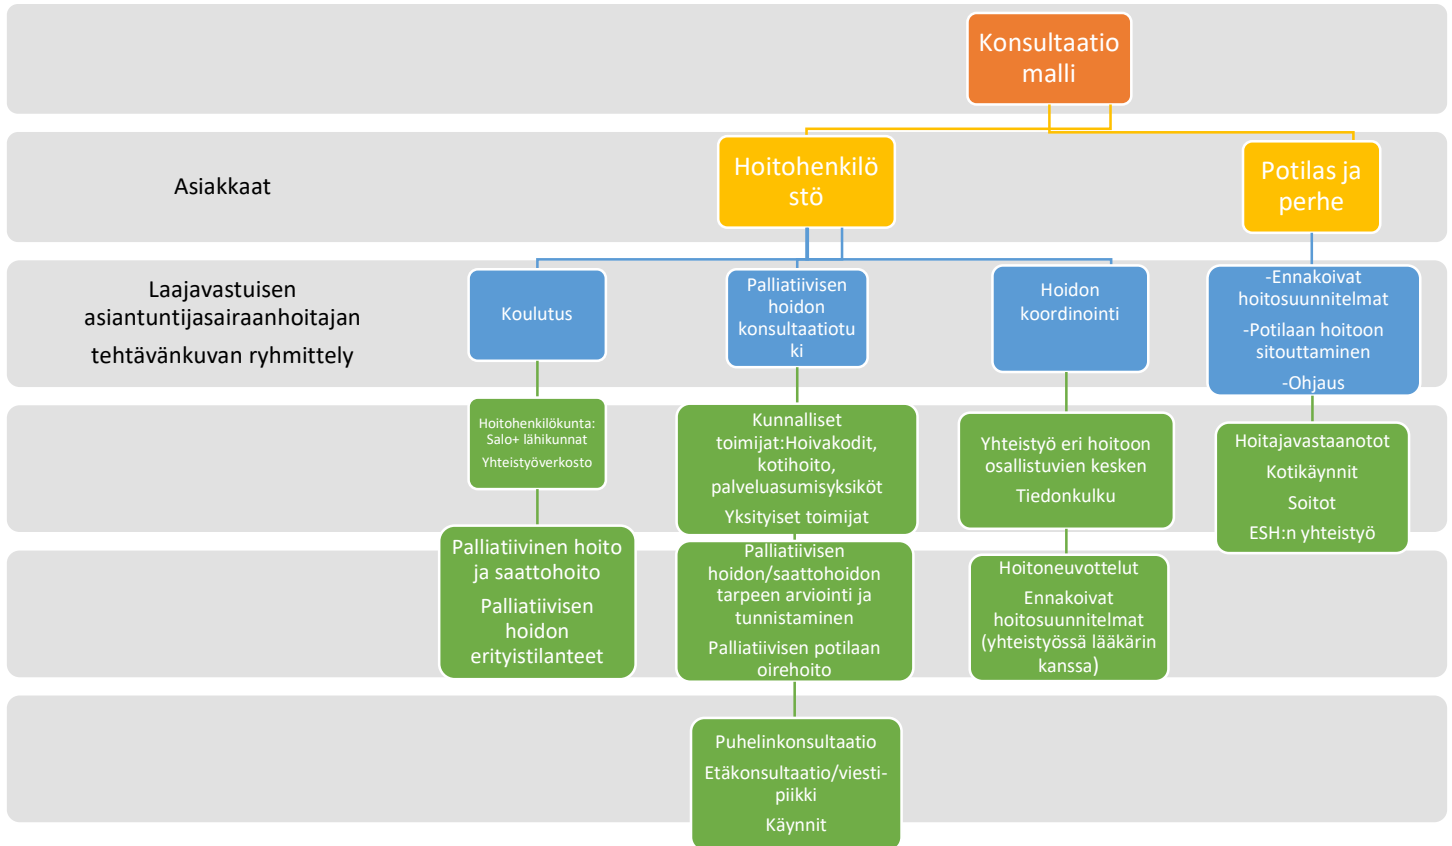 Konsultaatio
malli
Asiakkaat
Hoitohenkilö
stö
Potilas ja
perhe
Laajavastuisen
asiantuntijasairaanhoitajan
tehtävänkuvan ryhmittely
Koulutus
Palliatiivisen
hoidon
konsultaatiotu
ki
Hoidon
koordinointi
-Ennakoivat
hoitosuunnitelmat
-Potilaan hoitoon
sitouttaminen
-Ohjaus
Hoitohenkilökunta:
Salo+ lähikunnat
Yhteistyöverkosto
Kunnalliset
toimijat:Hoivakodit,
kotihoito,
palveluasumisyksiköt
Yksityiset toimijat
Yhteistyö eri hoitoon
osallistuvien kesken
Tiedonkulku
Hoitajavastaanotot
Kotikäynnit
Soitot
ESH:n yhteistyö
Palliatiivinen hoito
ja saattohoito
Palliatiivisen
hoidon
erityistilanteet
Palliatiivisen
hoidon/saattohoidon
tarpeen arviointi ja
tunnistaminen
Palliatiivisen potilaan
oirehoito
Hoitoneuvottelut
Ennakoivat
hoitosuunnitelmat
(yhteistyössä lääkärin
kanssa)
Puhelinkonsultaatio
Etäkonsultaatio/viesti-
piikki
Käynnit